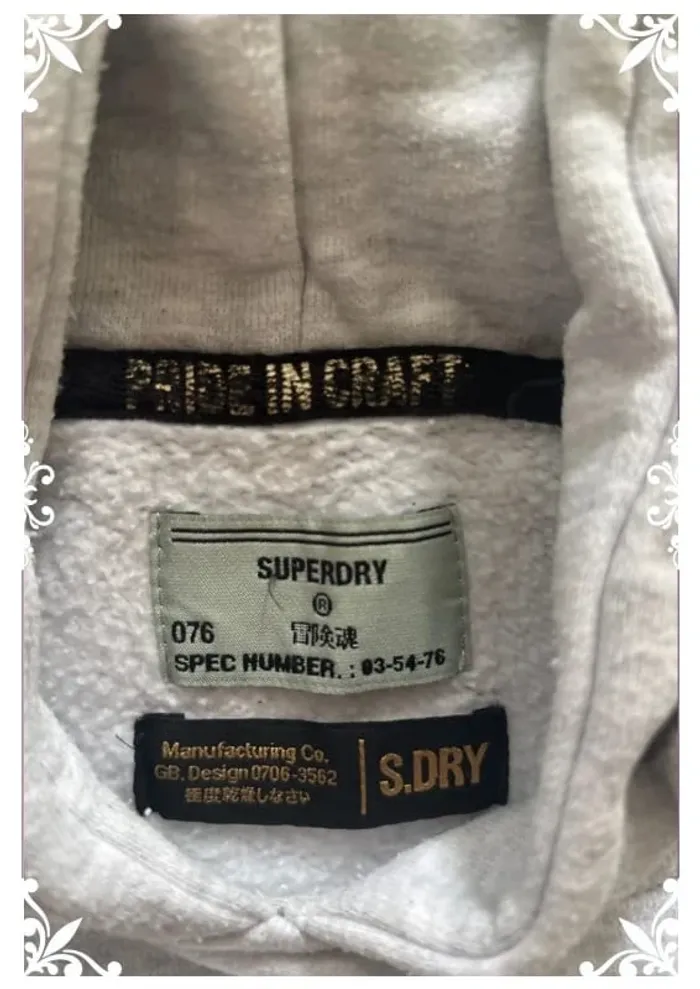 PRIDE IN CRAFT
SUPERDRY
®
076 冒険魂
SPEC NUMBER. : 03-54-76
Manufacturing Co.
GB. Design 0706-3562
極度乾燥しなさい
S.DRY